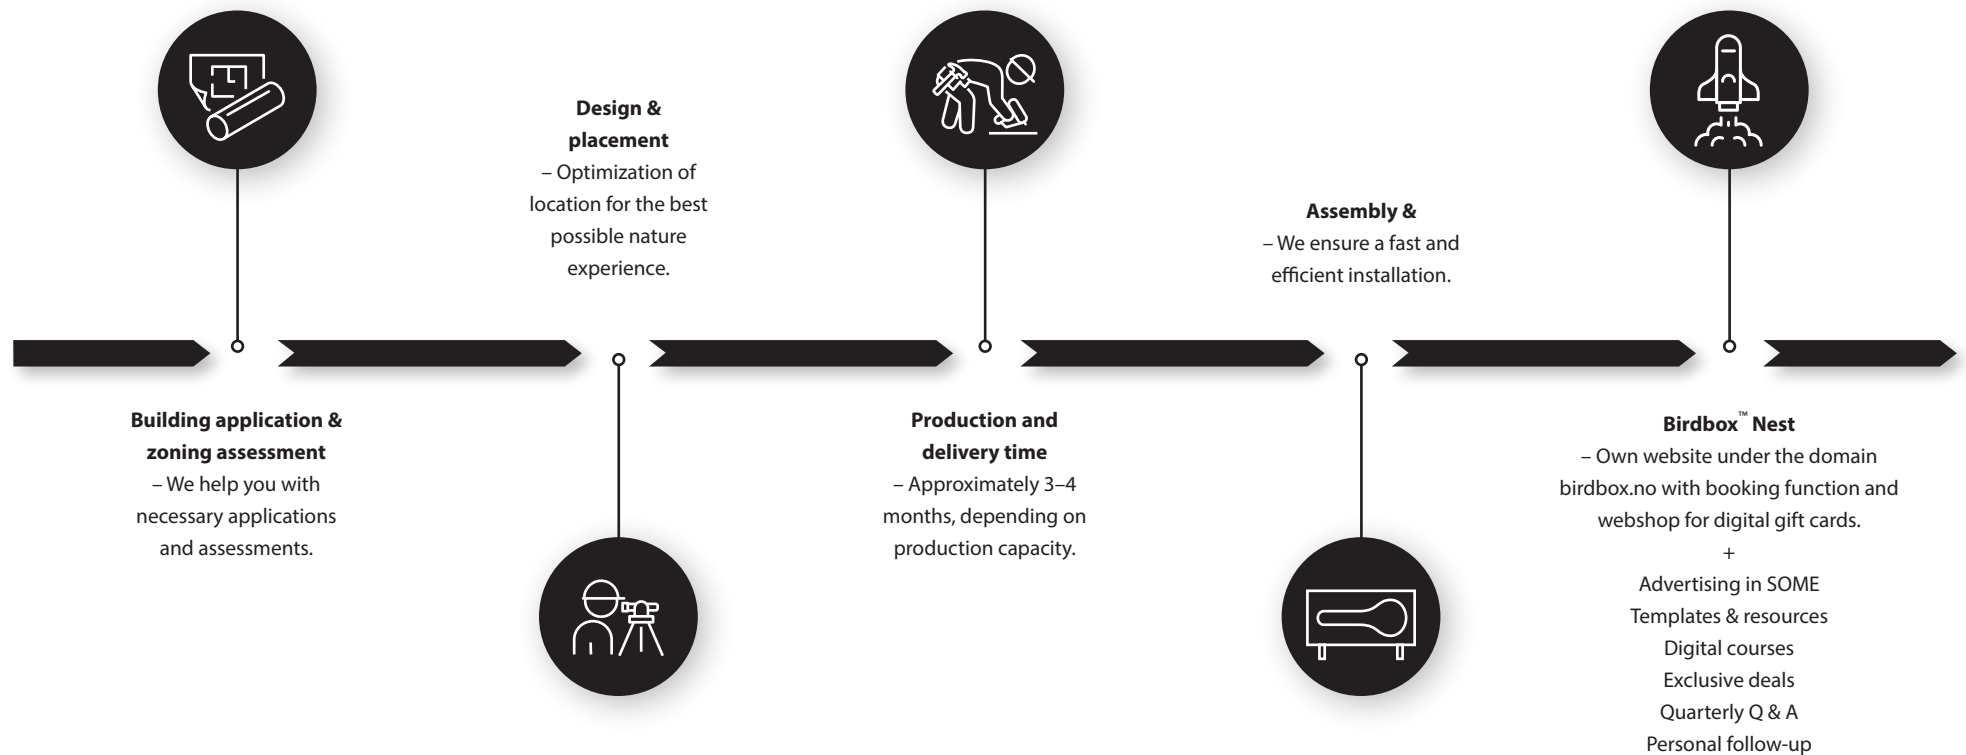 Building application &
zoning assessment
– We help you with
necessary applications
and assessments.
Design &
placement
– Optimization of
location for the best
possible nature
experience.
Production and
delivery time
– Approximately 3–4
months, depending on
production capacity.
Assembly &
– We ensure a fast and
efficient installation.
Birdbox™ Nest
– Own website under the domain
birdbox.no with booking function and
webshop for digital gift cards.
+
Advertising in SOME
Templates & resources
Digital courses
Exclusive deals
Quarterly Q & A
Personal follow-up